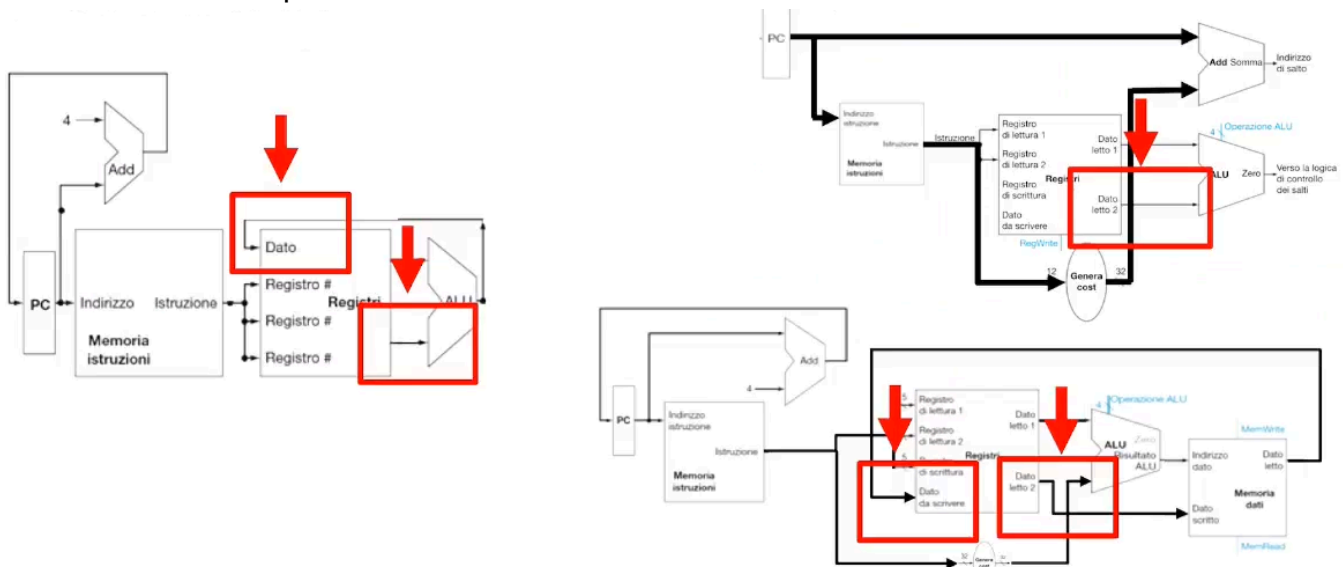 4
Add
PC
Indirizzo
Istruzione
Memoria
istruzioni
Dato
Registro #
Registro #
Registro #
Registri
ALU
PC
Indirizzo
istruzione
Istruzione
Memoria
istruzioni
Istruzione
Registro
di lettura 1
Registro
di lettura 2
Registro
di scrittura
Dato
da scrivere
Registri
Dato
letto 1
Dato
letto 2
RegWrite
12
Genera
cost
32
Add Somma
Indirizzo
di salto
4
Operazione ALU
ALU
Zero
Verso la logica
di controllo
dei salti
Add
4
PC
Indirizzo
istruzione
Istruzione
Memoria
istruzioni
5
Registro
di lettura 1
Registro
di lettura 2
5
di scrittura
Dato
da scrivere
Registri
Dato
letto 1
Dato
letto 2
4
Operazione ALU
ALU
Zero
Risultato
ALU
MemWrite
Indirizzo
dato
Dato
letto
Memoria
dati
Dato
scritto
MemRead
32
Genera
cost